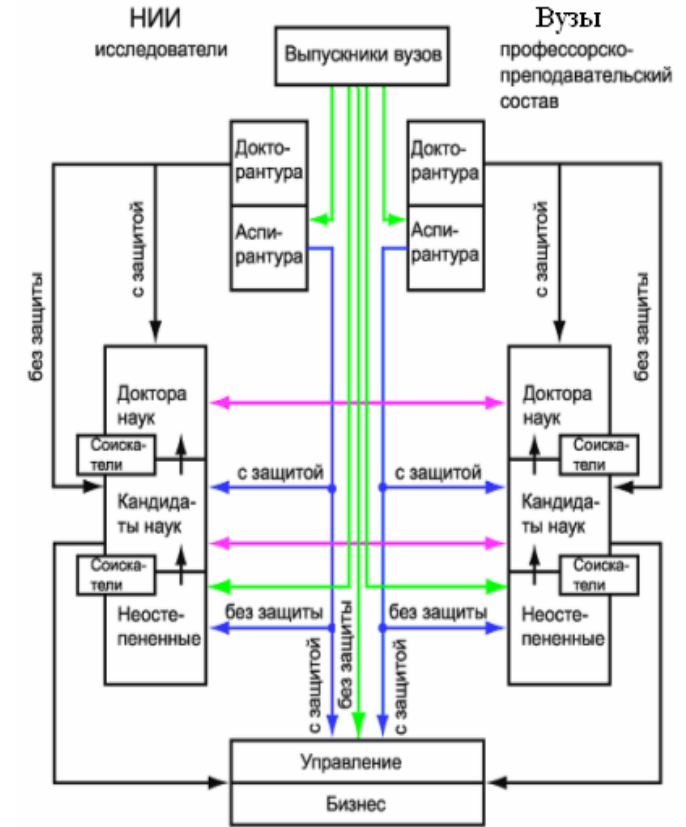 НИИ
исследователи
Выпускники вузов
Вузы
профессорско-
преподавательский
состав
Докто-
рантура
Аспи-
рантура
Докто-
рантура
Аспи-
рантура
без защиты
с защитой
с защитой
без защиты
Доктора
наук
Соиска-
тели
Кандида-
ты наук
Соиска-
тели
Неосте-
пененные
Доктора
наук
Соиска-
тели
Кандида-
ты наук
Соиска-
тели
Неосте-
пененные
с защитой
с защитой
без защиты
без защиты
с защитой
без защиты
с защитой
Управление
Бизнес